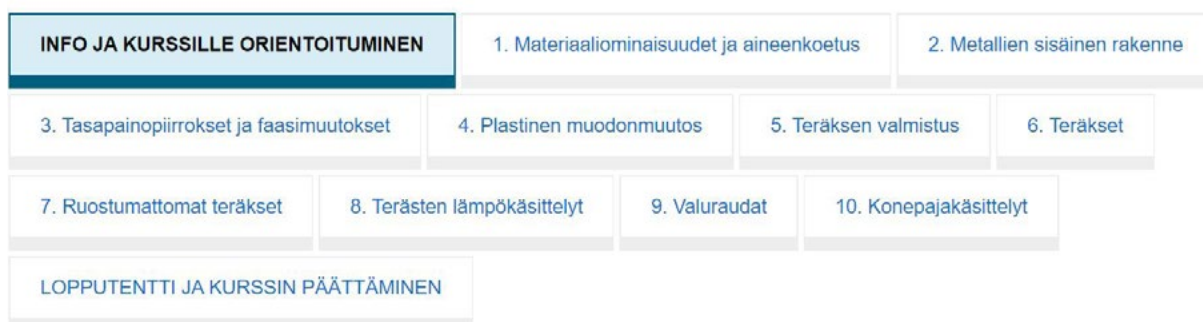 INFO JA KURSSILLE ORIENTOITUMINEN
1. Materiaaliominaisuudet ja aineenkoetus
2. Metallien sisäinen rakenne
3. Tasapainopiirrokset ja faasimuutokset
4. Plastinen muodonmuutos
5. Teräksen valmistus
6. Teräkset
7. Ruostumattomat teräkset
8. Terästen lämpökäsittelyt
9. Valuraudat
10. Konepajakäsittelyt
LOPPUTENTTI JA KURSSIN PÄÄTTÄMINEN